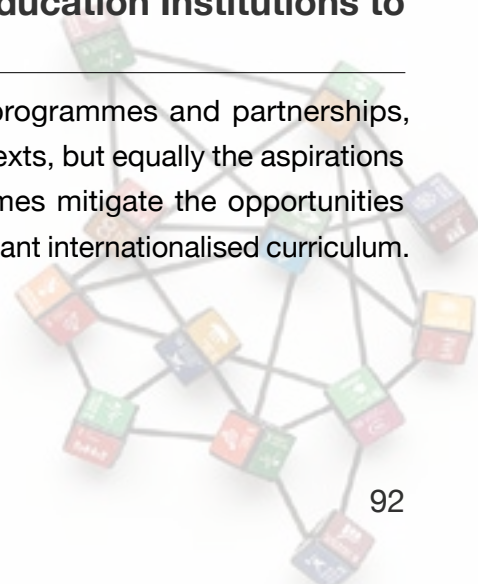 ducation Institutions to
programmes and partnerships,
exts, but equally the aspirations
mes mitigate the opportunities
ant internationalised curriculum.
92